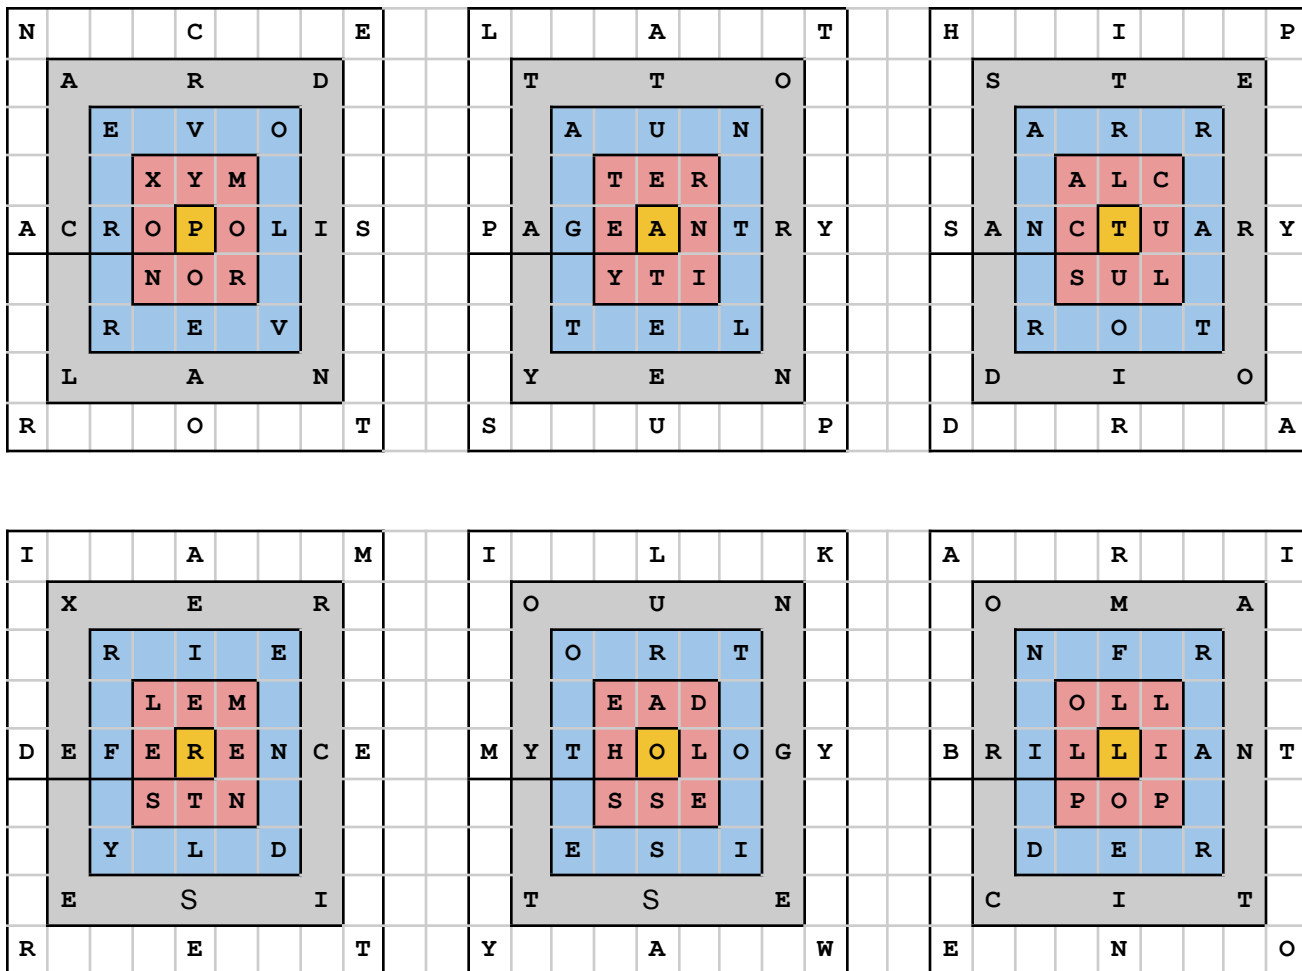 N C E L A T H I P
A R D T T O S T E
E V O A U N A R R
X Y M T E R A L C
A C R O P O L I S P A G E A N T R Y S A N C T U A R Y
N O R Y T I S U L
R E V T E L R O T
L A N Y E N D I O
R O T S U P D R A
I A M I L K A R I
X E R O U N O M A
R I E O R T N F R
L E M E A D O L L
D E F E R E N C E M Y T H O L O G Y B R I L L I A N T
S T N S S E P O P
Y L D E S I D E R
E S I T S E C I T
R E T Y A W E N O